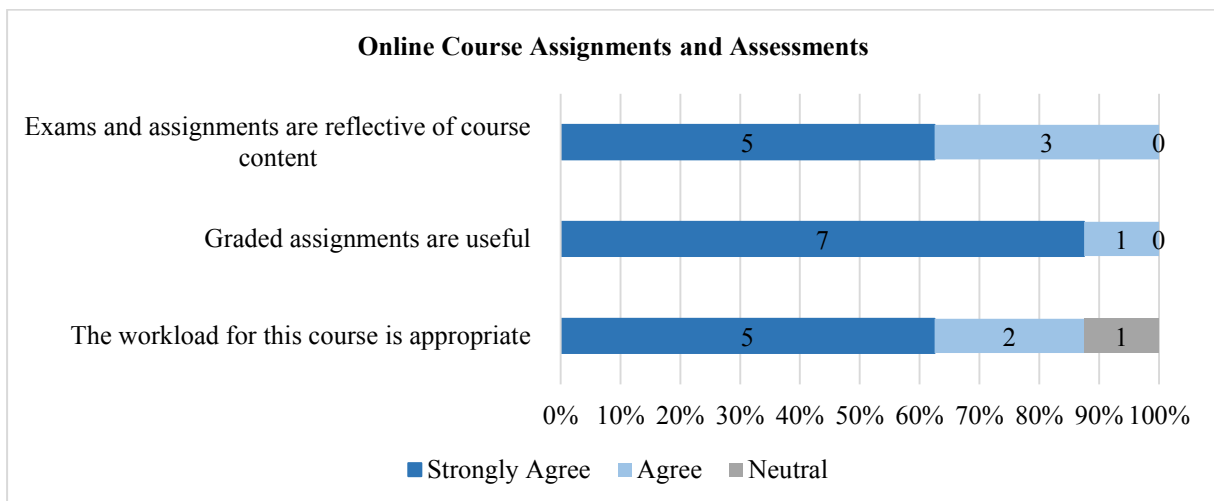 Online Course Assignments and Assessments
Exams and assignments are reflective of course
content
5 3 0
Graded assignments are useful
7 1 0
The workload for this course is appropriate
5 2 1
0% 10% 20% 30% 40% 50% 60% 70% 80% 90% 100%
Strongly Agree Agree Neutral